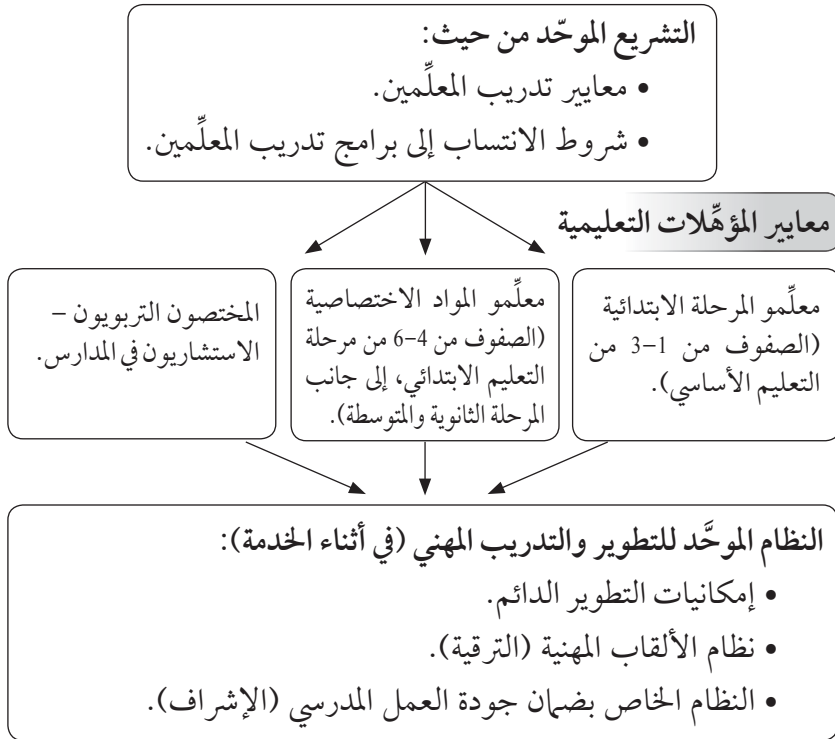 التشريع الموحّد من حيث:
• معايير تدريب المعلِّمين.
• شروط الانتساب إلى برامج تدريب المعلِّمين.
معايير المؤهِّلات التعليمية
معلِّمو المرحلة الابتدائية
(الصفوف من 1–3 من
التعليم الأساسي).
معلِّمو المواد الاختصاصية
(الصفوف من 4–6 من مرحلة
التعليم الابتدائي، إلى جانب
المرحلة الثانوية والمتوسطة).
المختصون التربويون –
الاستشاريون في المدارس.
النظام الموحَّد للتطوير والتدريب المهني (في أثناء الخدمة):
• إمكانيات التطوير الدائم.
• نظام الألقاب المهنية (الترقية).
• النظام الخاص بضمان جودة العمل المدرسي (الإشراف).